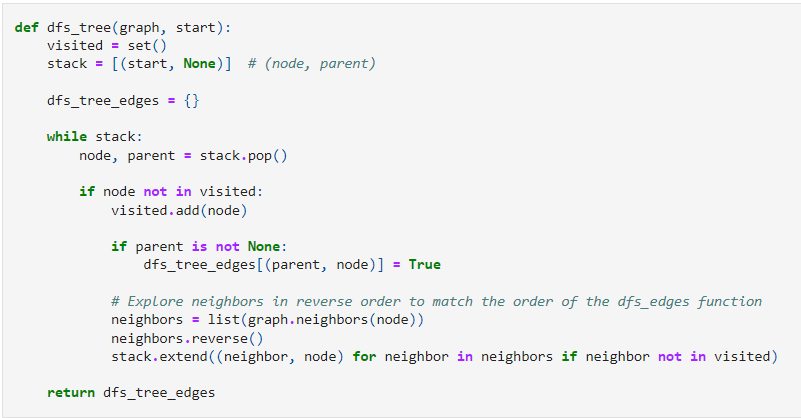 def dfs_tree(graph, start):
    visited = set()
    stack = [(start, None)]  # (node, parent)

    dfs_tree_edges = {}

    while stack:
        node, parent = stack.pop()

        if node not in visited:
            visited.add(node)

            if parent is not None:
                dfs_tree_edges[(parent, node)] = True

            # Explore neighbors in reverse order to match the order of the dfs_edges function
            neighbors = list(graph.neighbors(node))
            neighbors.reverse()
            stack.extend((neighbor, node) for neighbor in neighbors if neighbor not in visited)

    return dfs_tree_edges